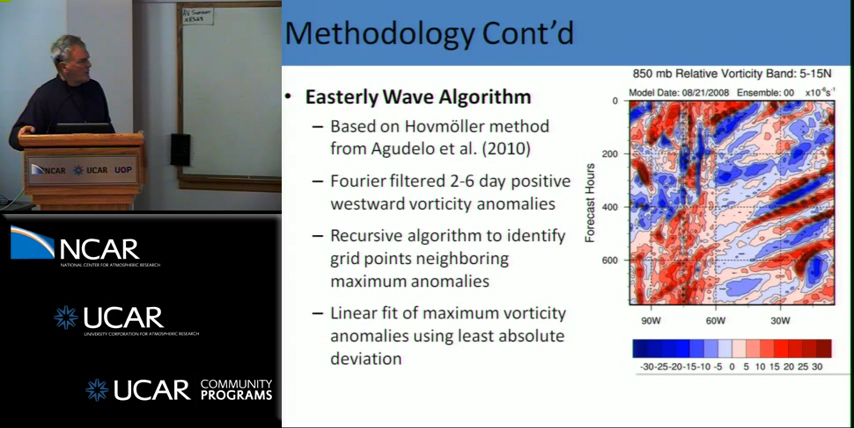 Methodology Cont'd
• Easterly Wave Algorithm
– Based on Hovmöller method
from Agudelo et al. (2010)
– Fourier filtered 2-6 day positive
westward vorticity anomalies
– Recursive algorithm to identify
grid points neighboring
maximum anomalies
– Linear fit of maximum vorticity
anomalies using least absolute
deviation
850 mb Relative Vorticity Band: 5-15N
Model Date: 08/21/2008 Ensemble: 00 x10⁻⁶s⁻¹
Forecast Hours
0
200
400
600
90W 60W 30W
-30-25-20-15-10 -5 0 5 10 15 20 25 30
NCAR UCAR UOP
NCAR
NATIONAL CENTER FOR ATMOSPHERIC RESEARCH
UCAR
UNIVERSITY CORPORATION FOR ATMOSPHERIC RESEARCH
UCAR COMMUNITY
PROGRAMS